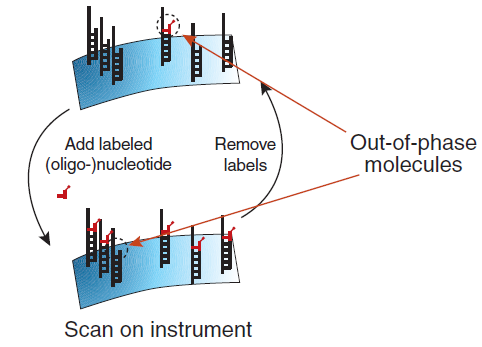 Add labeled
(oligo-)nucleotide
Remove
labels
Out-of-phase
molecules
Scan on instrument